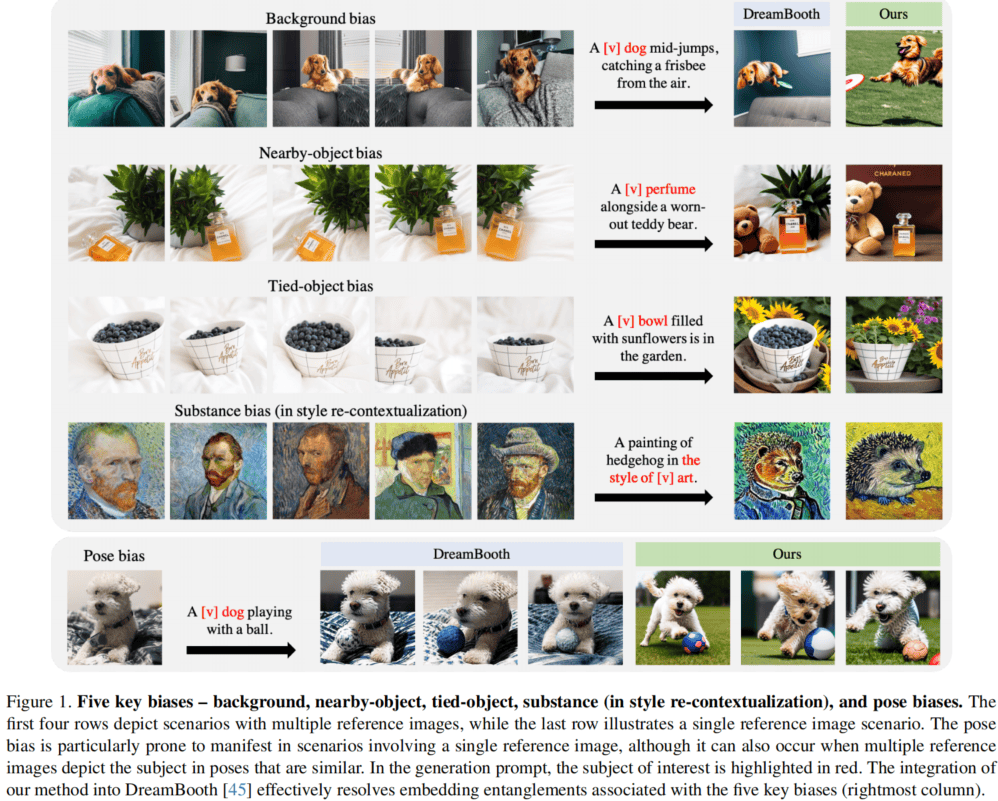 Background bias
DreamBooth
Ours
A [v] dog mid-jumps,
catching a frisbee
from the air.
Nearby-object bias
A [v] perfume
alongside a worn-
out teddy bear.
CHARANED
Tied-object bias
A [v] bowl filled
with sunflowers is in
the garden.
Bon
Appetit
Substance bias (in style re-contextualization)
A painting of
hedgehog in the
style of [v] art.
Pose bias
DreamBooth
Ours
A [v] dog playing
with a ball.
Figure 1. Five key biases – background, nearby-object, tied-object, substance (in style re-contextualization), and pose biases. The
first four rows depict scenarios with multiple reference images, while the last row illustrates a single reference image scenario. The pose
bias is particularly prone to manifest in scenarios involving a single reference image, although it can also occur when multiple reference
images depict the subject in poses that are similar. In the generation prompt, the subject of interest is highlighted in red. The integration of
our method into DreamBooth [45] effectively resolves embedding entanglements associated with the five key biases (rightmost column).